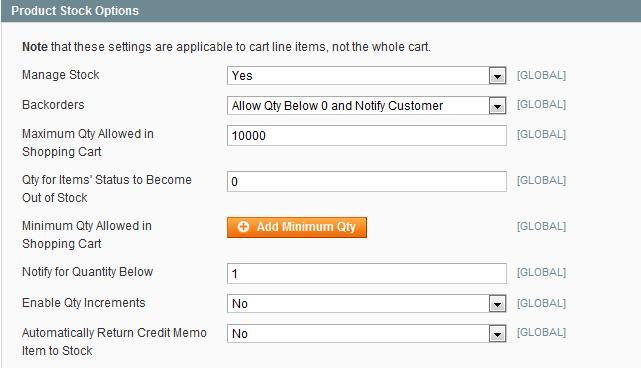 Product Stock Options
Note that these settings are applicable to cart line items, not the whole cart.
Manage Stock Yes [GLOBAL]
Backorders Allow Qty Below 0 and Notify Customer [GLOBAL]
Maximum Qty Allowed in 10000 [GLOBAL]
Shopping Cart
Qty for Items' Status to Become 0 [GLOBAL]
Out of Stock
Minimum Qty Allowed in Add Minimum Qty [GLOBAL]
Shopping Cart
Notify for Quantity Below 1 [GLOBAL]
Enable Qty Increments No [GLOBAL]
Automatically Return Credit Memo No [GLOBAL]
Item to Stock